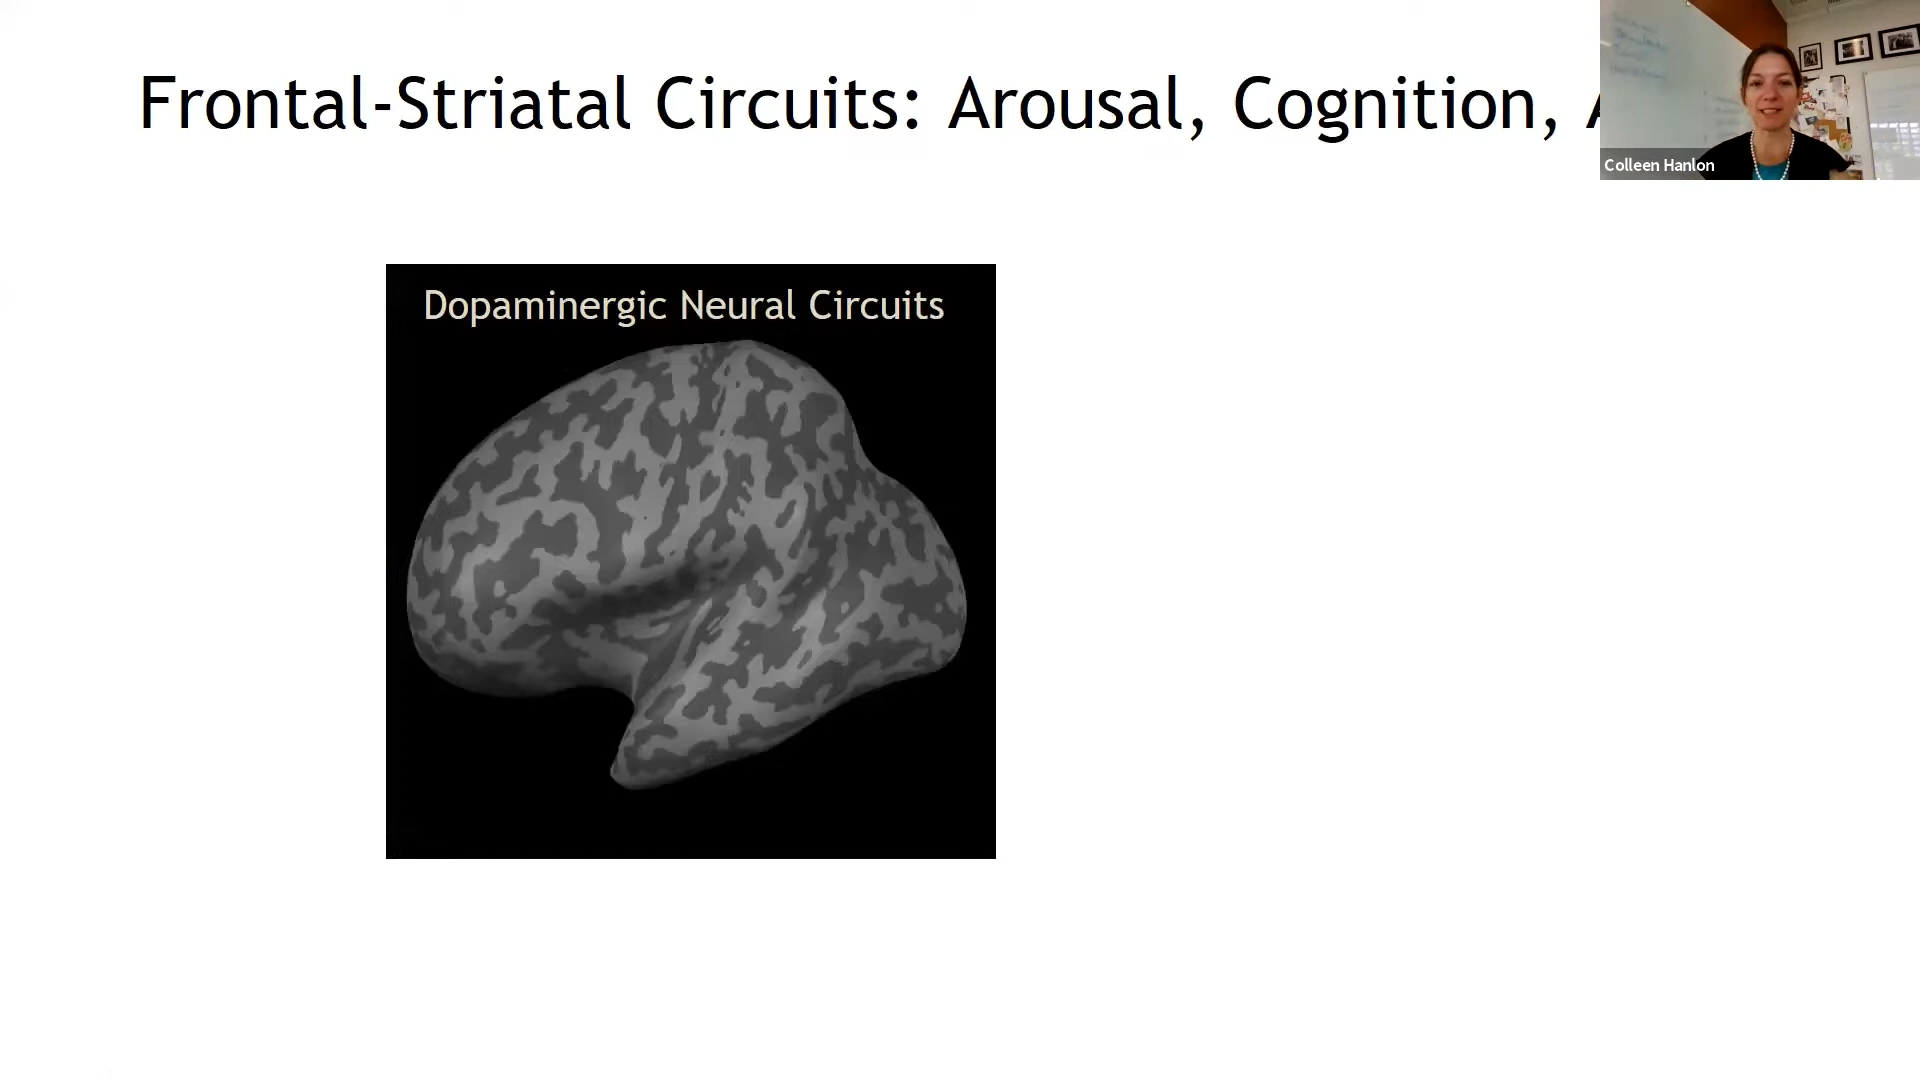 Frontal-Striatal Circuits: Arousal, Cognition,
Colleen Hanlon
Dopaminergic Neural Circuits